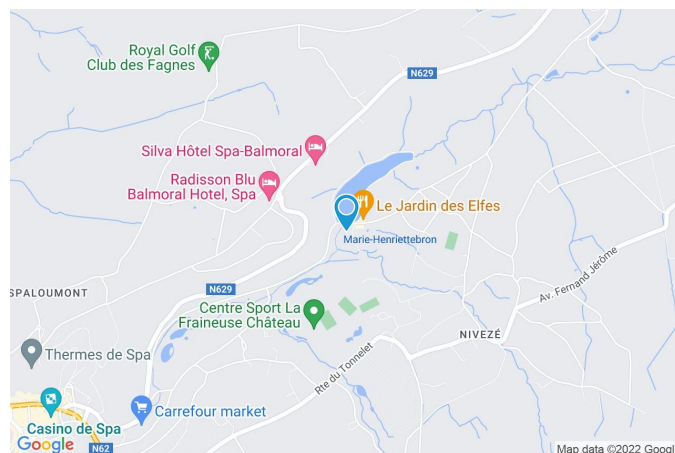 Royal Golf
Club des Fagnes
N629
Silva Hôtel Spa-Balmoral
Radisson Blu
Balmoral Hotel, Spa
Le Jardin des Elfes
Marie-Henriettebron
N629
SPALOUMONT
Centre Sport La
Fraineuse Château
Av. Fernand Jérôme
NIVEZÉ
Thermes de Spa
Rte du Tonnelet
Carrefour market
Casino de Spa
N62
Google
Map data ©2022 Googl